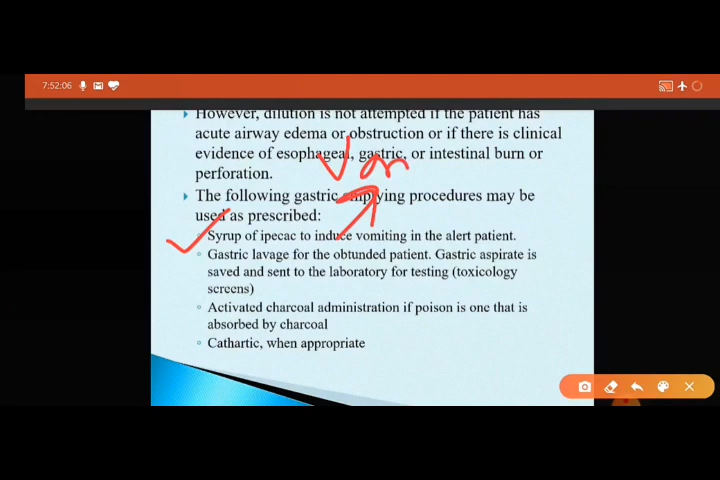 7:52:06
However, dilution is not attempted if the patient has
acute airway edema or obstruction or if there is clinical
evidence of esophageal, gastric, or intestinal burn or
perforation.
The following gastric emptying procedures may be
used as prescribed:
Syrup of ipecac to induce vomiting in the alert patient.
Gastric lavage for the obtunded patient. Gastric aspirate is
saved and sent to the laboratory for testing (toxicology
screens)
Activated charcoal administration if poison is one that is
absorbed by charcoal
Cathartic, when appropriate